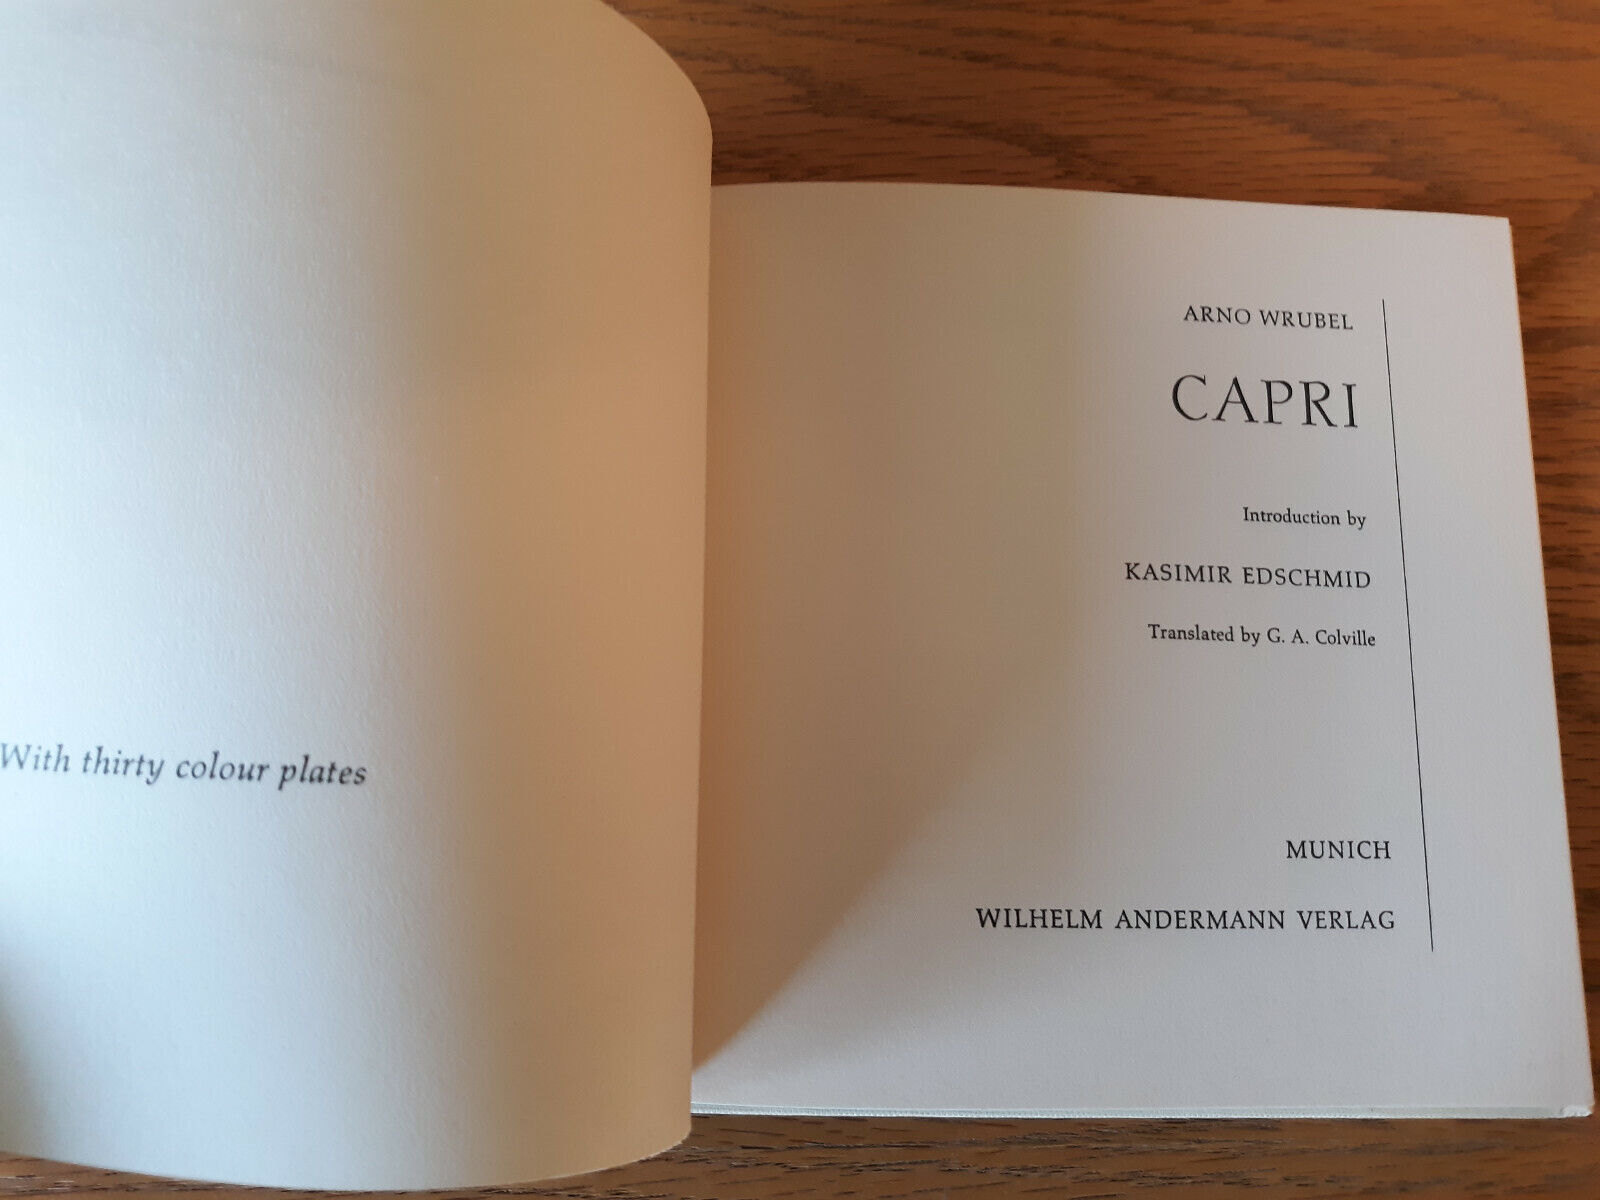 With thirty colour plates
ARNO WRUBEL
CAPRI
Introduction by
KASIMIR EDSCHMID
Translated by G. A. Colville
MUNICH
WILHELM ANDERMANN VERLAG